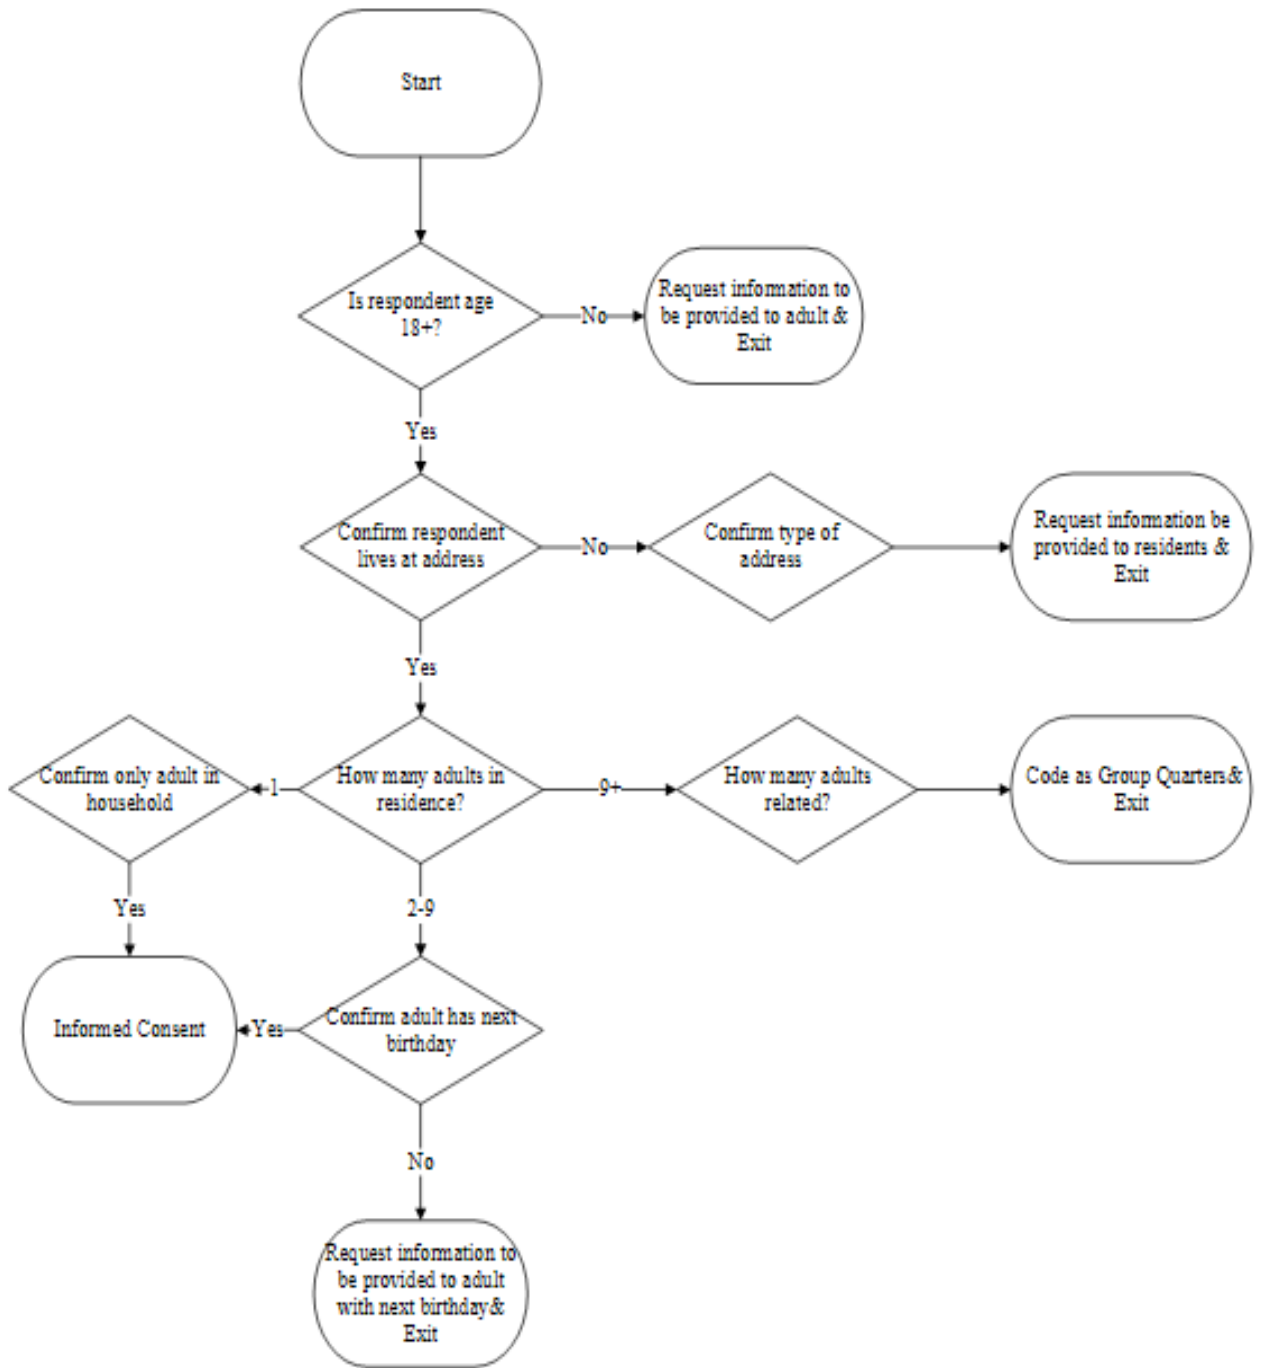 Start
Is respondent age
18+?
No
Request information to
be provided to adult &
Exit
Yes
Confirm respondent
lives at address
No
Confirm type of
address
Request information be
provided to residents &
Exit
Yes
Confirm only adult in
household
1
How many adults in
residence?
9+
How many adults
related?
Code as Group Quarters&
Exit
Yes
2-9
Informed Consent
Yes
Confirm adult has next
birthday
No
Request information to
be provided to adult
with next birthday&
Exit